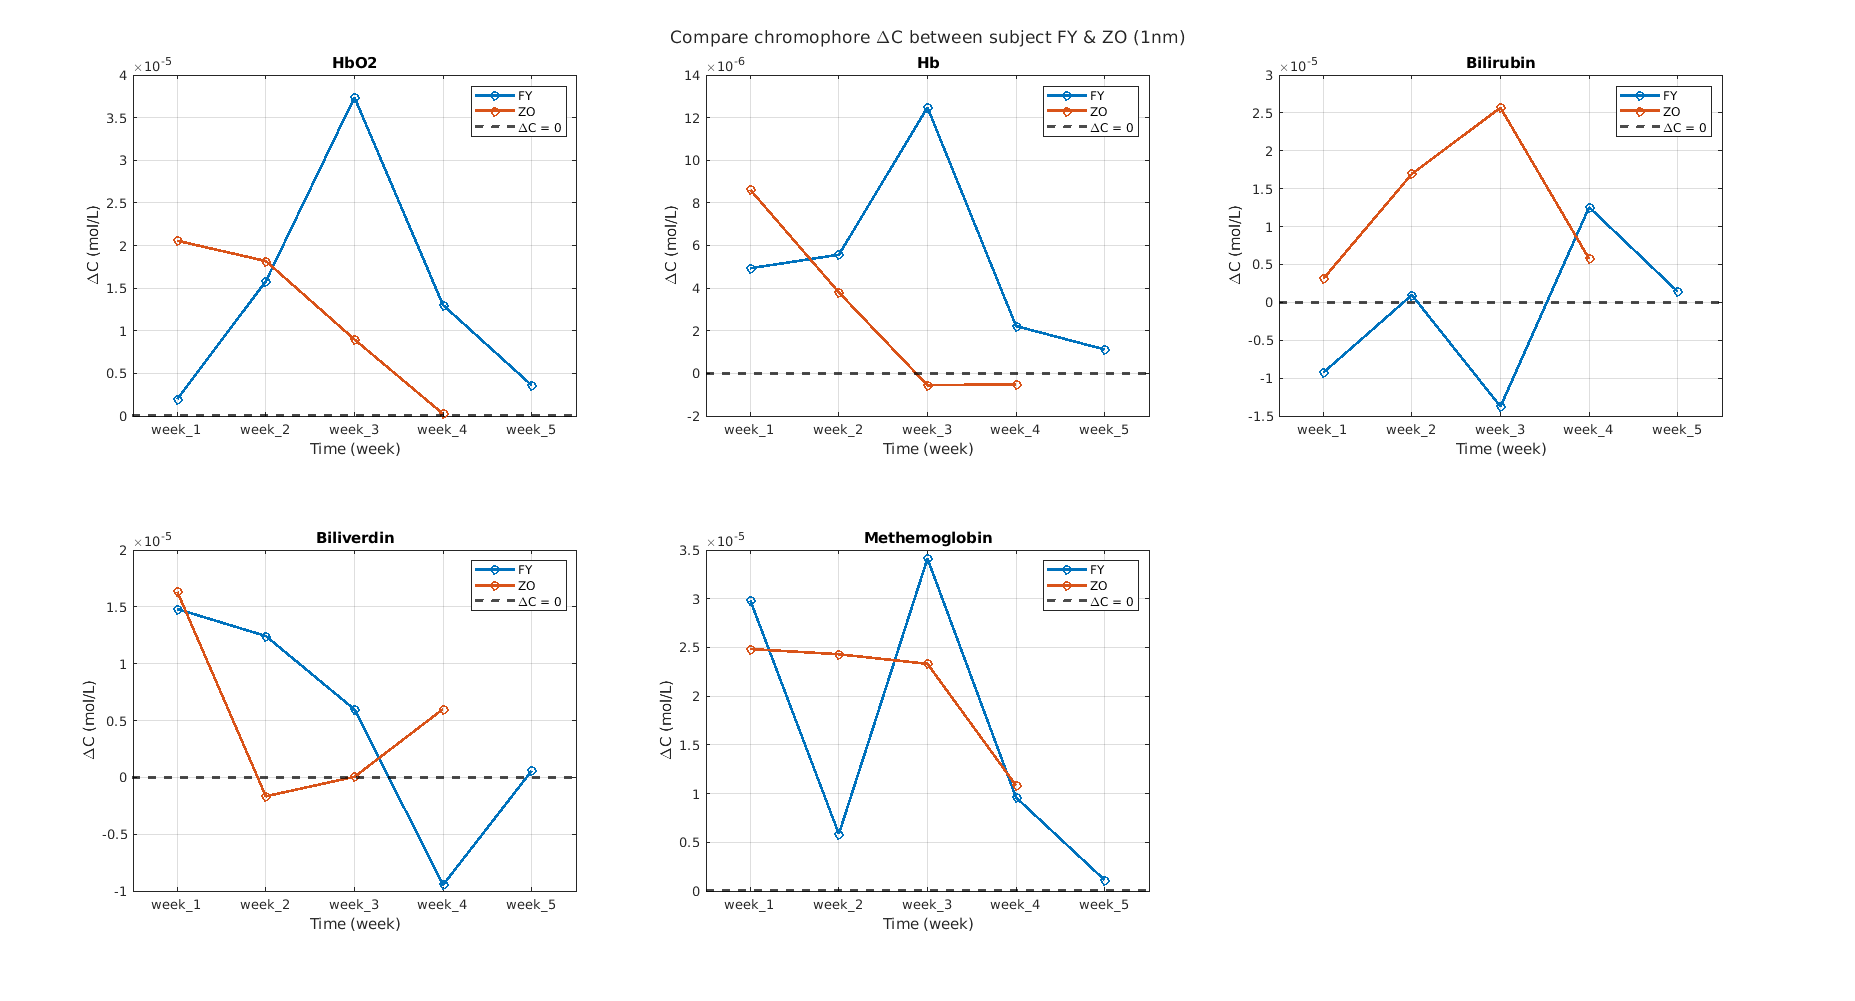 Compare chromophore ΔC between subject FY & ZO (1nm)
HbO2
×10⁻⁵
4
3.5
3
2.5
2
1.5
1
0.5
0
ΔC (mol/L)
week_1 week_2 week_3 week_4 week_5
Time (week)
FY
ZO
ΔC = 0
Hb
×10⁻⁶
14
12
10
8
6
4
2
0
-2
ΔC (mol/L)
week_1 week_2 week_3 week_4 week_5
Time (week)
FY
ZO
ΔC = 0
Bilirubin
×10⁻⁵
3
2.5
2
1.5
1
0.5
0
-0.5
-1
-1.5
ΔC (mol/L)
week_1 week_2 week_3 week_4 week_5
Time (week)
FY
ZO
ΔC = 0
Biliverdin
×10⁻⁵
2
1.5
1
0.5
0
-0.5
-1
ΔC (mol/L)
week_1 week_2 week_3 week_4 week_5
Time (week)
FY
ZO
ΔC = 0
Methemoglobin
×10⁻⁵
3.5
3
2.5
2
1.5
1
0.5
0
ΔC (mol/L)
week_1 week_2 week_3 week_4 week_5
Time (week)
FY
ZO
ΔC = 0